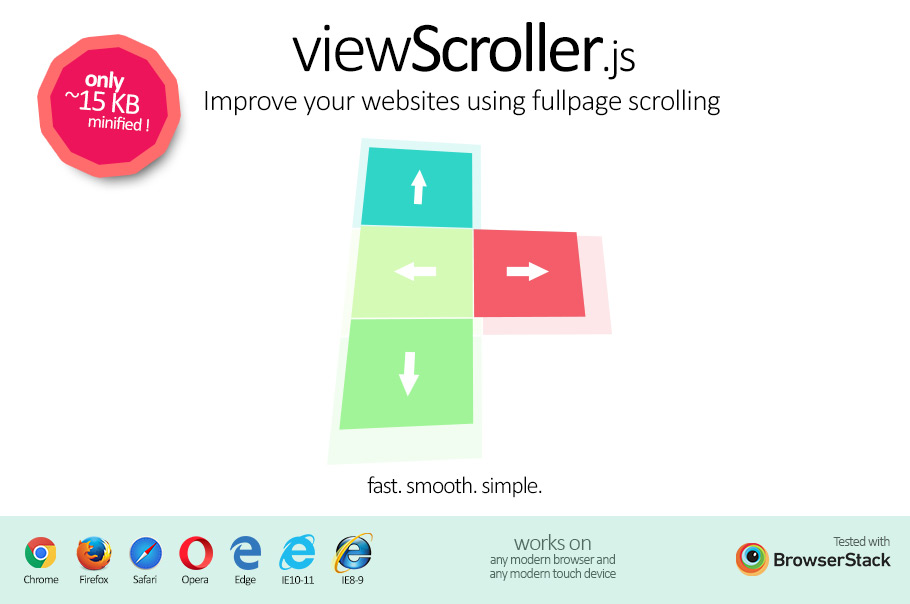 viewScroller.js
Improve your websites using fullpage scrolling
only
~15 KB
minified !
fast. smooth. simple.
Chrome
Firefox
Safari
Opera
Edge
IE10-11
IE8-9
works on
any modern browser and
any modern touch device
Tested with
BrowserStack